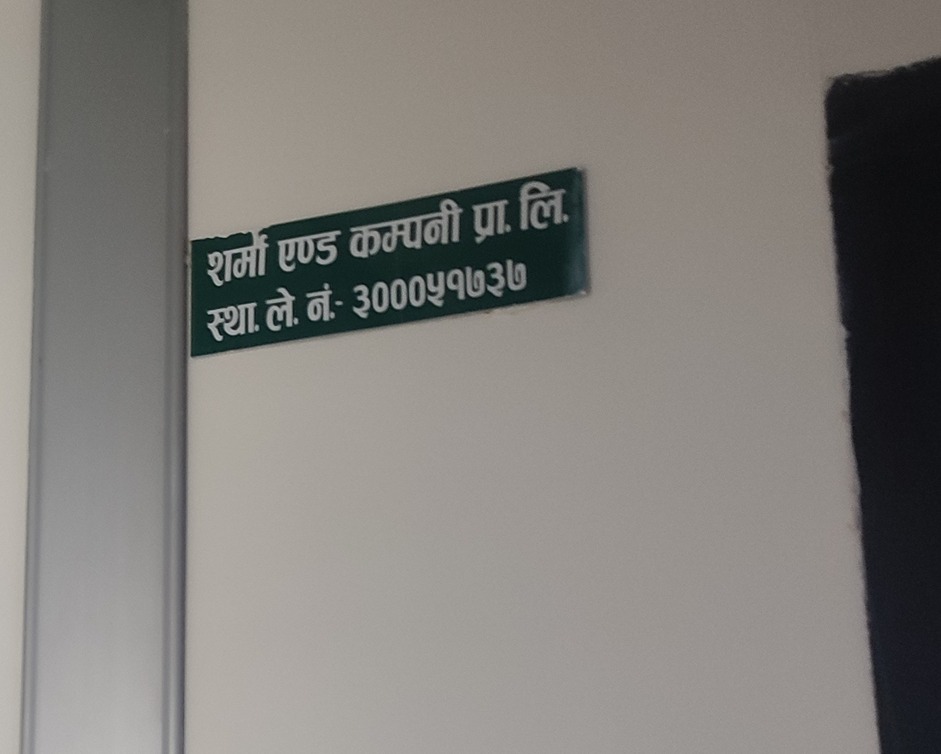 शर्मा एण्ड कम्पनी प्रा. लि.
स्था. ले. नं.- ३०००५१७३७